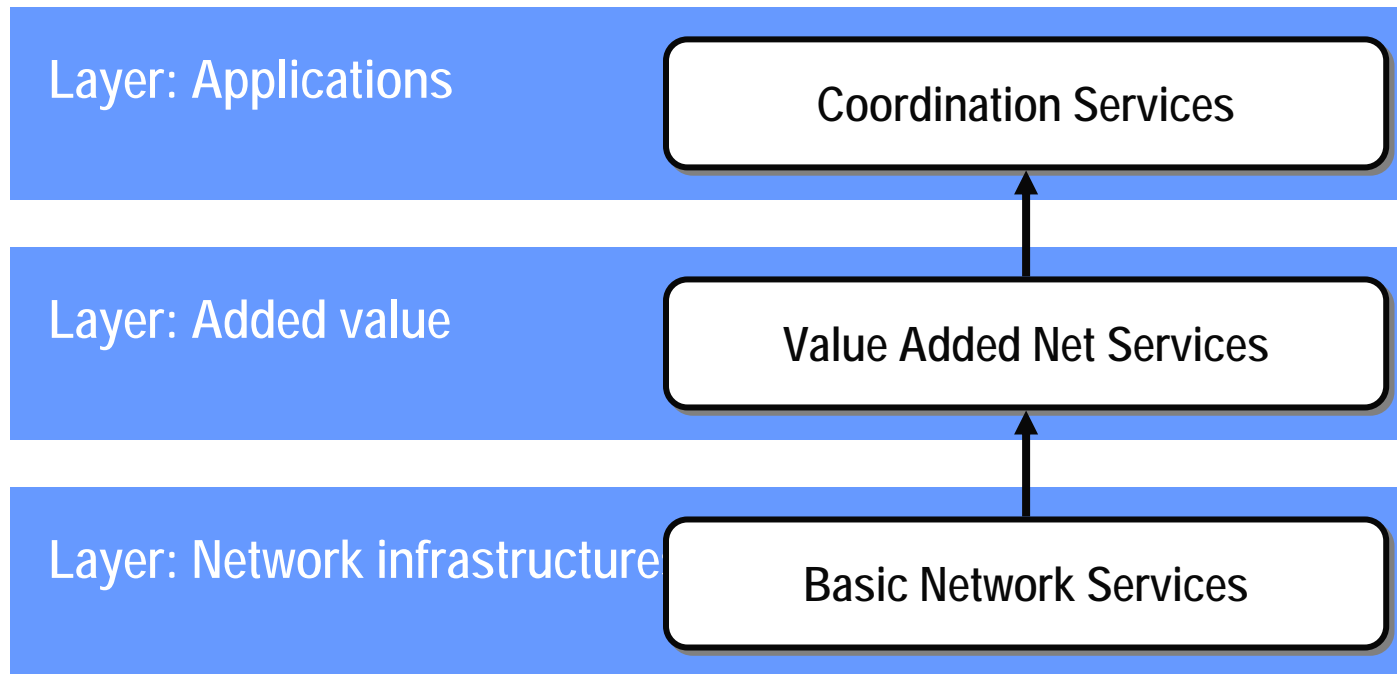 Layer: Applications
Coordination Services
Layer: Added value
Value Added Net Services
Layer: Network infrastructure
Basic Network Services